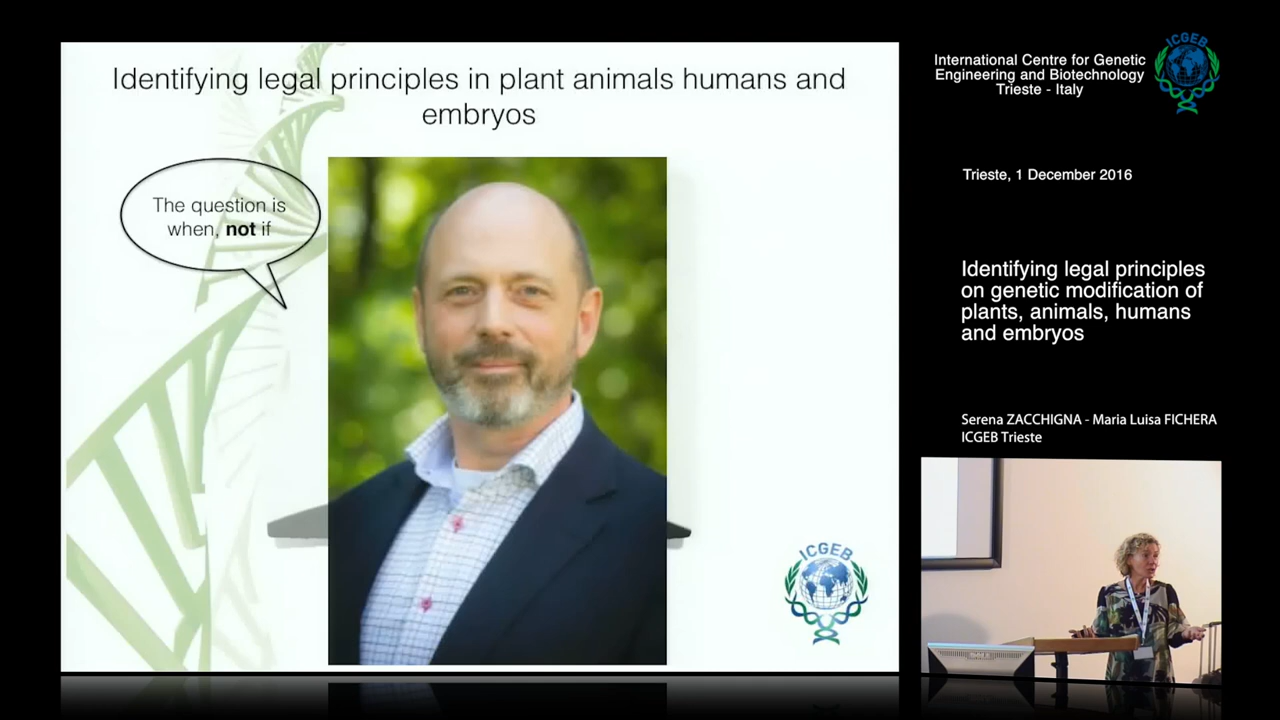 Identifying legal principles in plant animals humans and
embryos
The question is
when, not if
ICGEB
International Centre for Genetic
Engineering and Biotechnology
Trieste - Italy
ICGEB
Trieste, 1 December 2016
Identifying legal principles
on genetic modification of
plants, animals, humans
and embryos
Serena ZACCHIGNA - Maria Luisa FICHERA
ICGEB Trieste